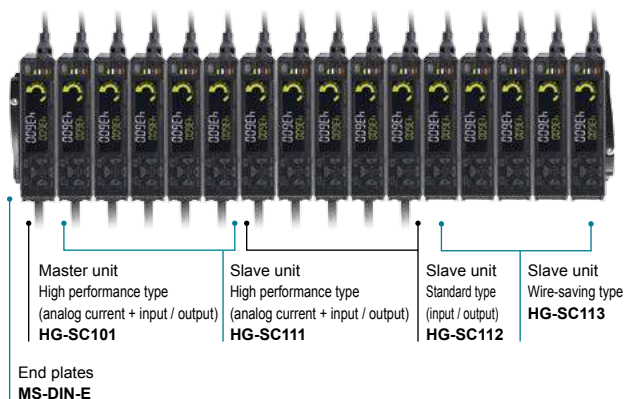 Master unit
High performance type
(analog current + input / output)
HG-SC101
Slave unit
High performance type
(analog current + input / output)
HG-SC111
Slave unit
Standard type
(input / output)
HG-SC112
Slave unit
Wire-saving type
HG-SC113
End plates
MS-DIN-E